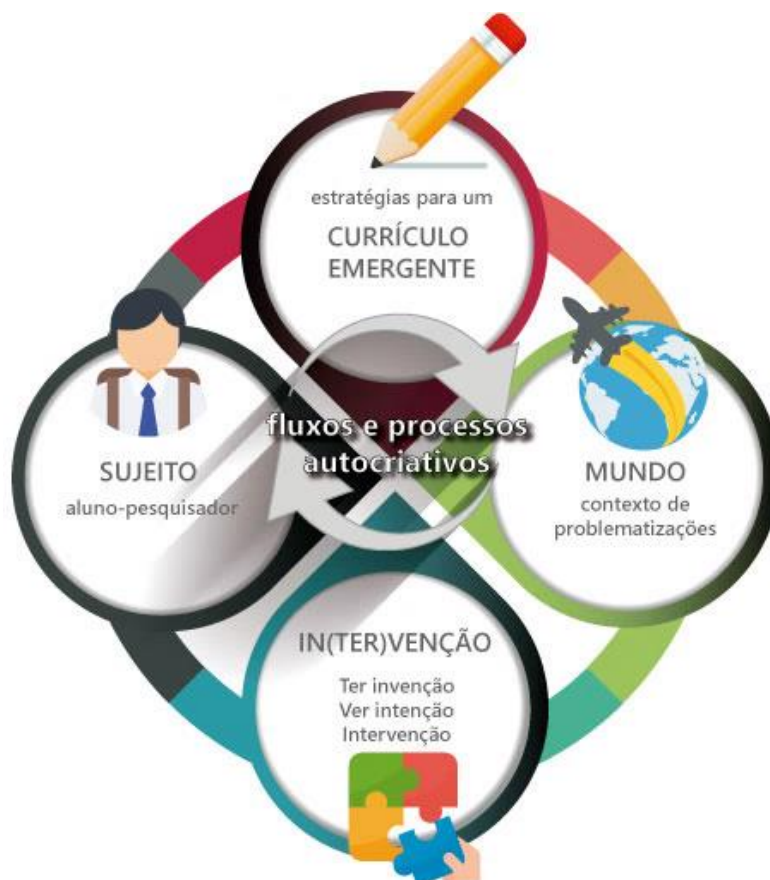 estratégias para um
CURRÍCULO
EMERGENTE
fluxos e processos
autocriativos
SUJEITO
aluno-pesquisador
MUNDO
contexto de
problematizações
IN(TER)VENÇÃO
Ter invenção
Ver intenção
Intervenção